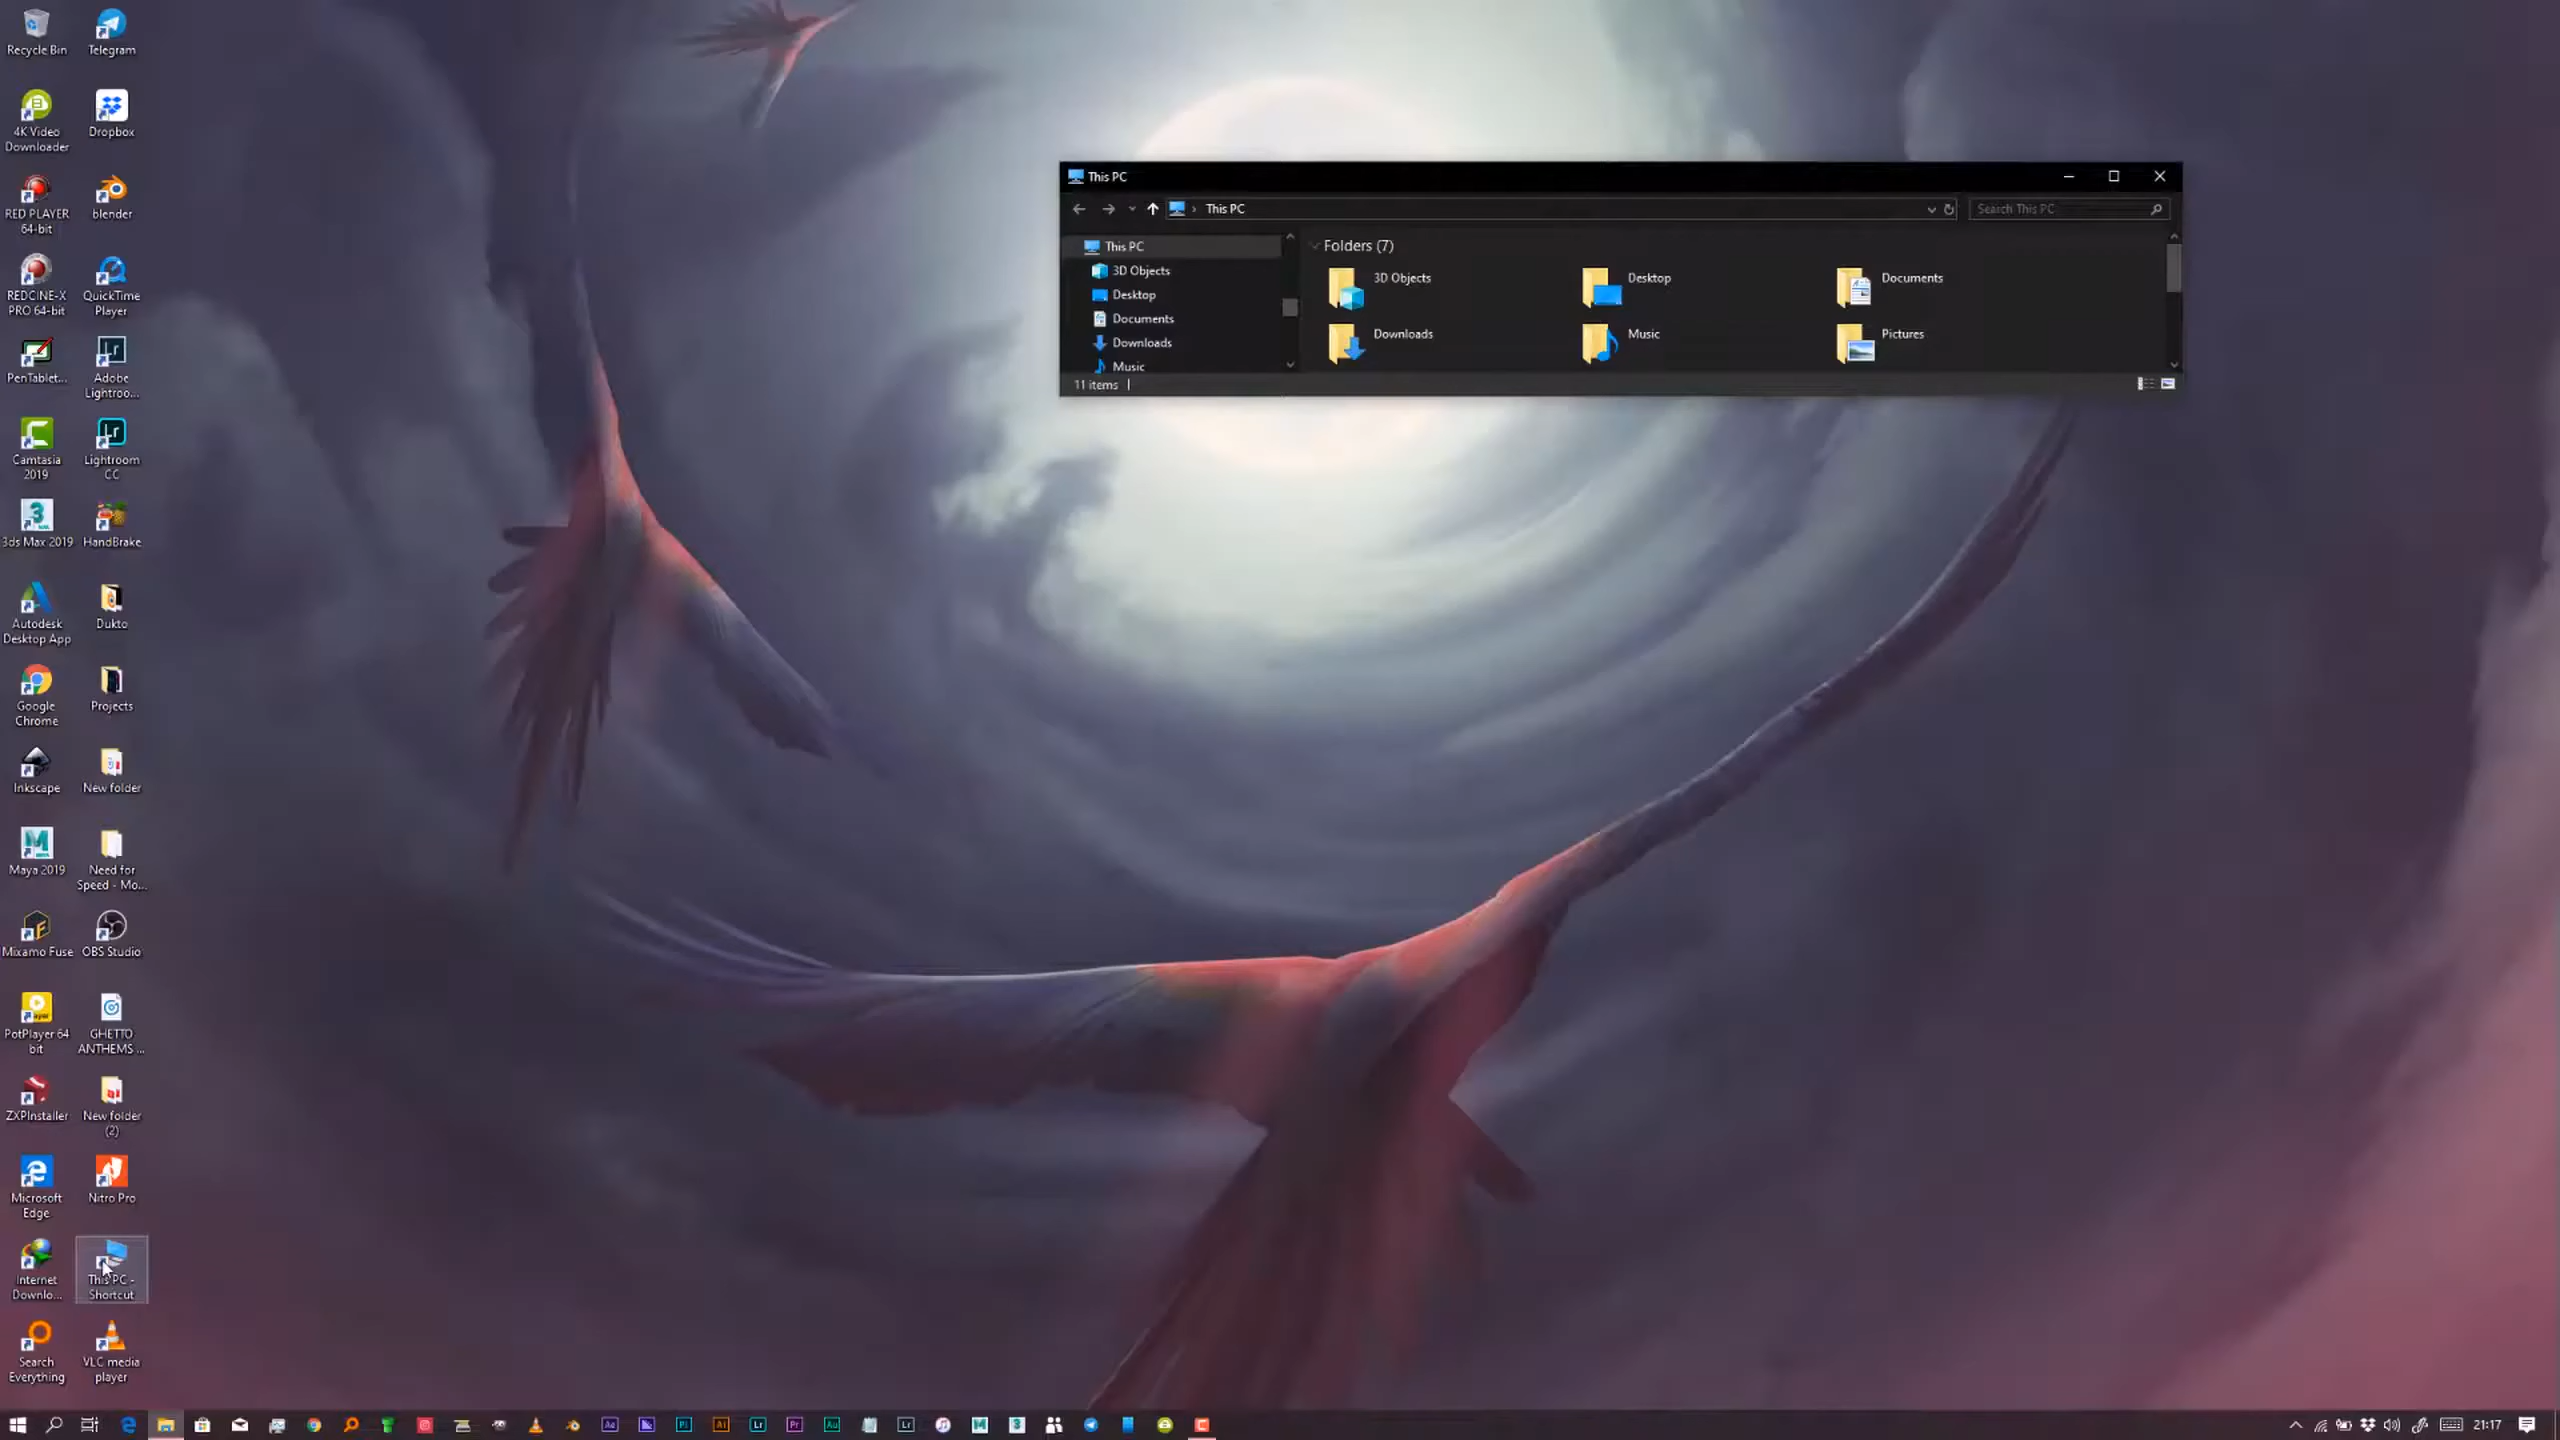 Recycle Bin
Telegram
4K Video
Downloader
Dropbox
RED PLAYER
64-bit
blender
REDCINE-X
PRO 64-bit
QuickTime
Player
PenTablet...
Adobe
Lightroo...
Camtasia
2019
Lightroom
CC
3ds Max 2019
HandBrake
Autodesk
Desktop App
Dukto
Google
Chrome
Projects
Inkscape
New folder
Maya 2019
Need for
Speed - Mo...
Mixamo Fuse
OBS Studio
PotPlayer 64
bit
GHETTO
ANTHEMS ...
ZXPInstaller
New folder
(2)
Microsoft
Edge
Nitro Pro
Internet
Downlo...
This PC -
Shortcut
Search
Everything
VLC media
player
This PC
This PC
Search This PC
This PC
3D Objects
Desktop
Documents
Downloads
Music
Folders (7)
3D Objects
Desktop
Documents
Downloads
Music
Pictures
11 items
21:17